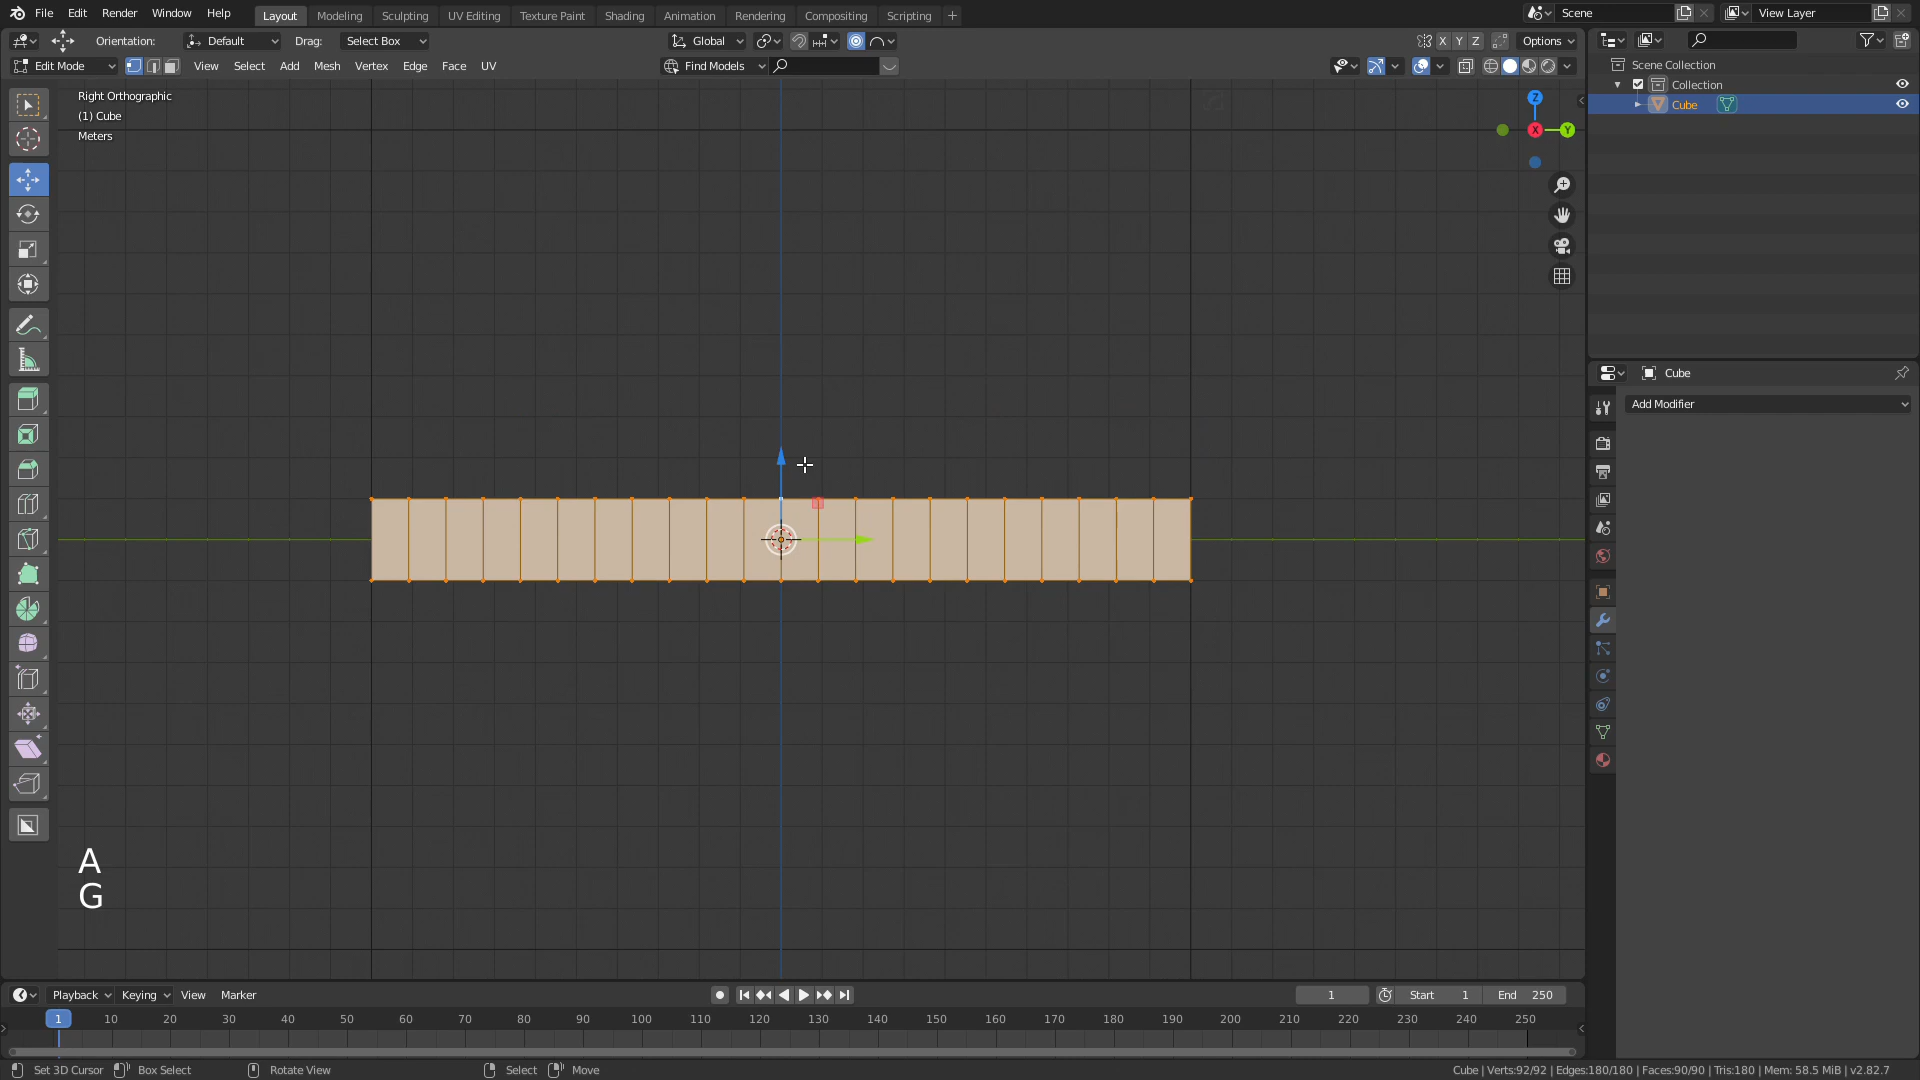 File Edit Render Window Help Layout Modeling Sculpting UV Editing Texture Paint Shading Animation Rendering Compositing Scripting + Scene View Layer
Orientation: Default Drag: Select Box Global X Y Z Options
Edit Mode View Select Add Mesh Vertex Edge Face UV Find Models
Scene Collection
Collection
Cube
Right Orthographic
(1) Cube
Meters
Z
X
Y
Cube
Add Modifier
A
G
Playback Keying View Marker 1 Start 1 End 250
1 10 20 30 40 50 60 70 80 90 100 110 120 130 140 150 160 170 180 190 200 210 220 230 240 250
Set 3D Cursor Box Select Rotate View Select Move Cube | Verts:92/92 | Edges:180/180 | Faces:90/90 | Tris:180 | Mem: 58.5 MiB | v2.82.7